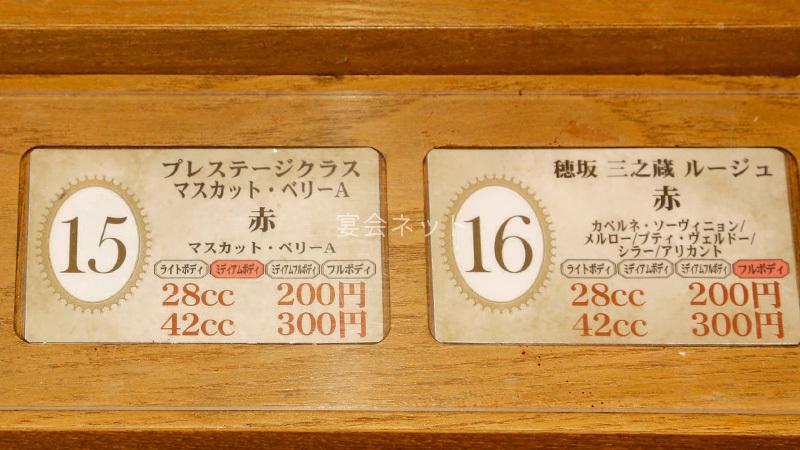 15
プレステージクラス
マスカット・ベリーA
赤
マスカット・ベリーA
ライトボディ ミディアムボディ ミディアムフルボディ フルボディ
28cc 200円
42cc 300円
宴会ネット
16
穂坂 三之蔵 ルージュ
赤
カベルネ・ソーヴィニョン/
メルロー/プティ・ヴェルドー/
シラー/アリカント
ライトボディ ミディアムボディ ミディアムフルボディ フルボディ
28cc 200円
42cc 300円